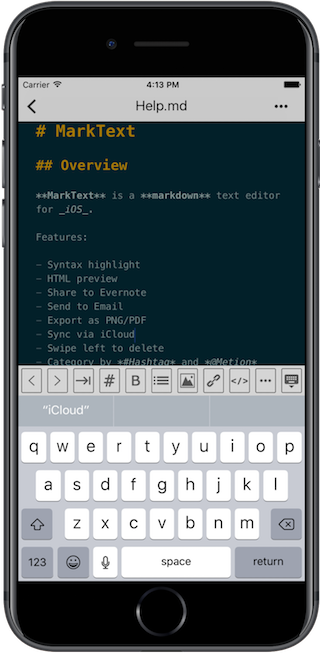 Carrier 4:13 PM
Help.md •••
# MarkText
## Overview
**MarkText** is a **markdown** text editor
for _iOS_.
Features:
- Syntax highlight
- HTML preview
- Share to Evernote
- Send to Email
- Export as PNG/PDF
- Sync via iCloud
- Swipe left to delete
- Category by *#Hashtag* and *@Metion*
# B </> •••
“iCloud”
q w e r t y u i o p
a s d f g h j k l
z x c v b n m
123 space return